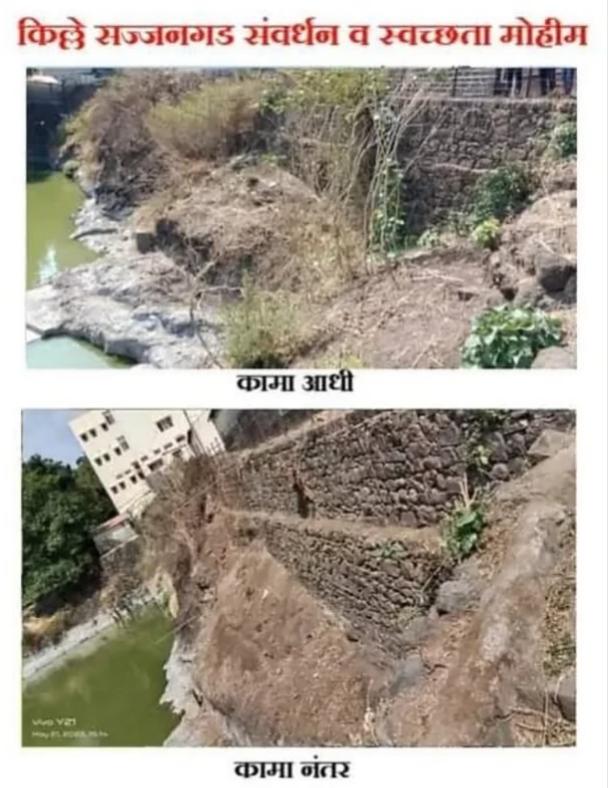 किल्ले सज्जनगड संवर्धन व स्वच्छता मोहीम
कामा आधी
vivo Y21
कामा नंतर